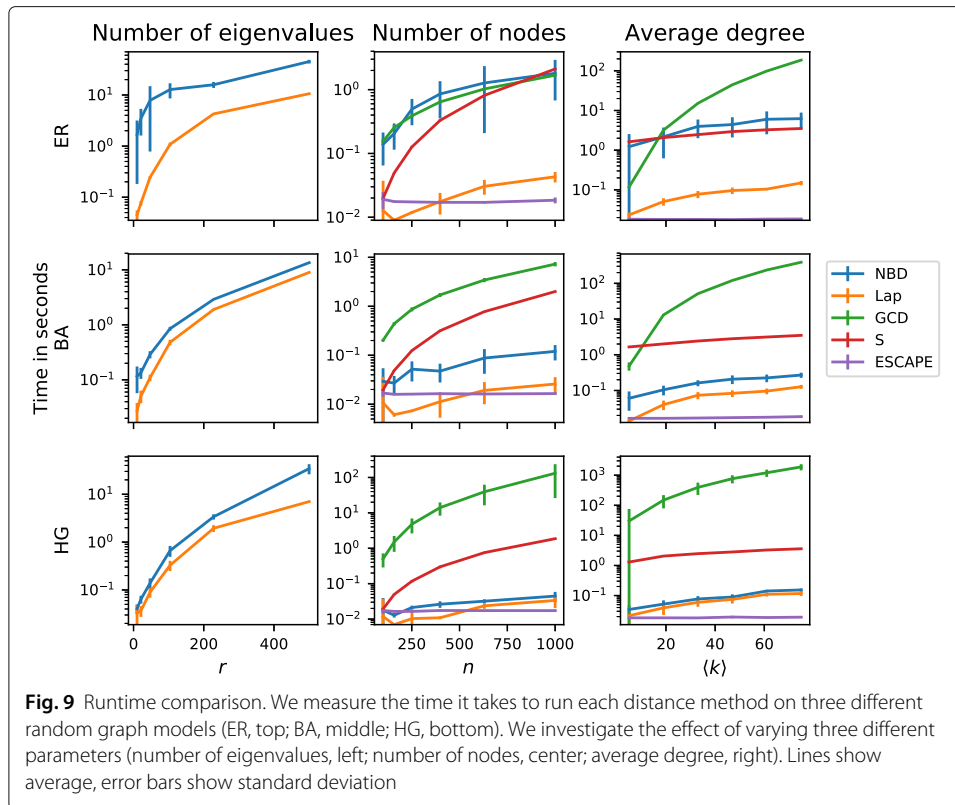 Number of eigenvalues Number of nodes Average degree
ER
10^1
10^0
10^−1
10^0
10^−1
10^−2
10^2
10^1
10^0
10^−1
Time in seconds
BA
10^1
10^0
10^−1
10^1
10^0
10^−1
10^−2
10^2
10^1
10^0
10^−1
NBD
Lap
GCD
S
ESCAPE
HG
10^1
10^0
10^−1
10^2
10^1
10^0
10^−1
10^−2
10^3
10^2
10^1
10^0
10^−1
0 200 400
250 500 750 1000
20 40 60
r
n
⟨k⟩
Fig. 9 Runtime comparison. We measure the time it takes to run each distance method on three different
random graph models (ER, top; BA, middle; HG, bottom). We investigate the effect of varying three different
parameters (number of eigenvalues, left; number of nodes, center; average degree, right). Lines show
average, error bars show standard deviation